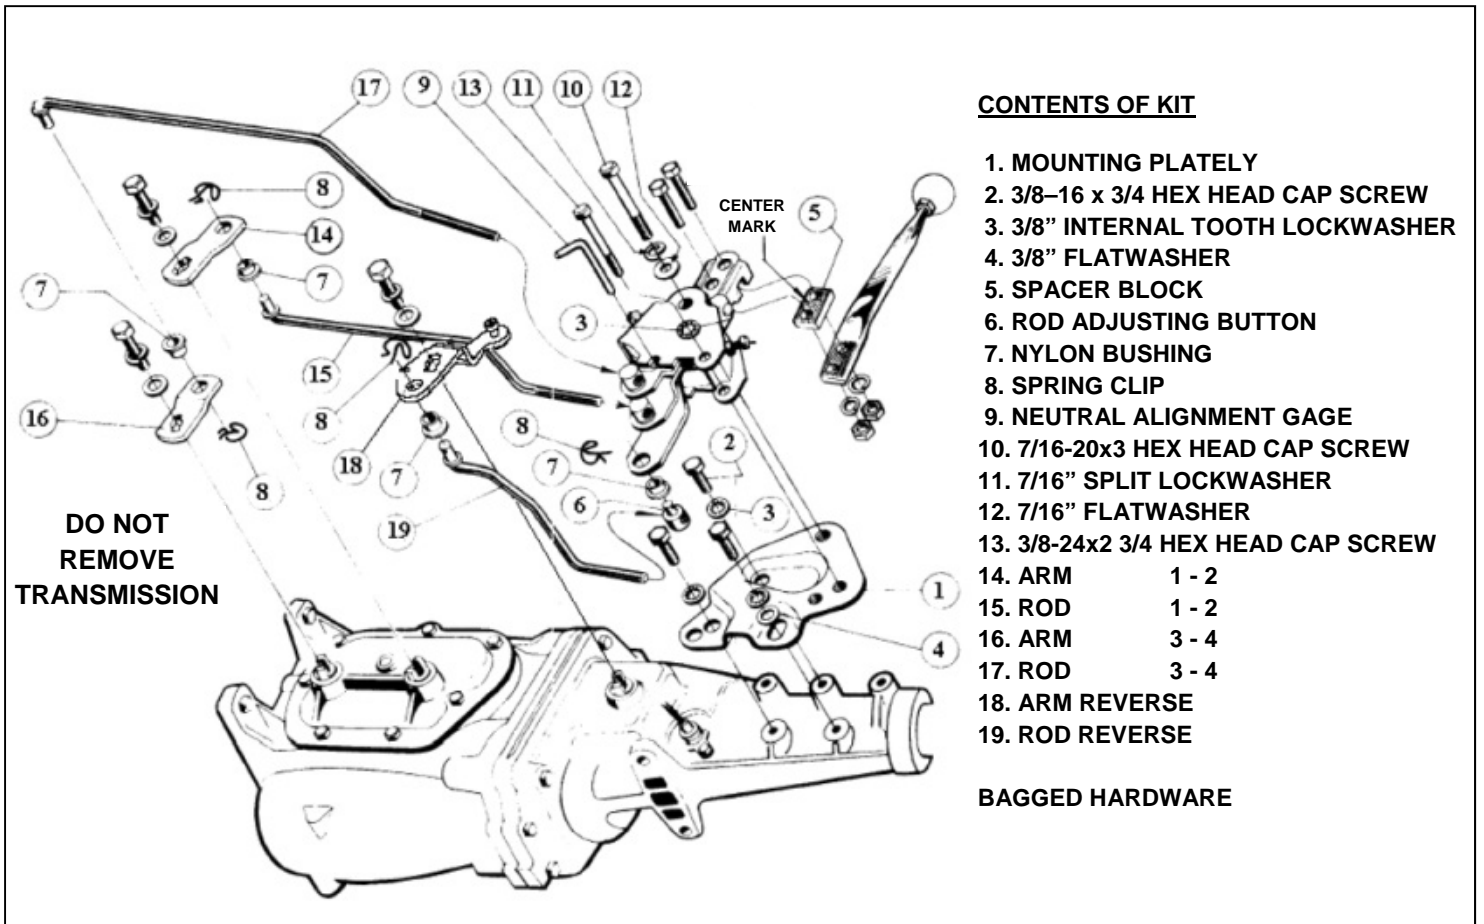 17 9 13 11 10 12
8
14
7
7
15
16
8
8
18
7
19
3
CENTER
MARK
5
8
7
6
2
3
1
4
DO NOT
REMOVE
TRANSMISSION
CONTENTS OF KIT
1. MOUNTING PLATELY
2. 3/8–16 x 3/4 HEX HEAD CAP SCREW
3. 3/8” INTERNAL TOOTH LOCKWASHER
4. 3/8” FLATWASHER
5. SPACER BLOCK
6. ROD ADJUSTING BUTTON
7. NYLON BUSHING
8. SPRING CLIP
9. NEUTRAL ALIGNMENT GAGE
10. 7/16-20x3 HEX HEAD CAP SCREW
11. 7/16” SPLIT LOCKWASHER
12. 7/16” FLATWASHER
13. 3/8-24x2 3/4 HEX HEAD CAP SCREW
14. ARM 1 - 2
15. ROD 1 - 2
16. ARM 3 - 4
17. ROD 3 - 4
18. ARM REVERSE
19. ROD REVERSE
BAGGED HARDWARE